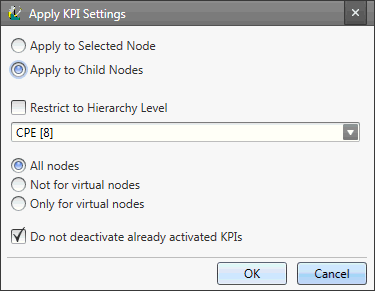 Apply KPI Settings
Apply to Selected Node
Apply to Child Nodes
Restrict to Hierarchy Level
CPE [8]
All nodes
Not for virtual nodes
Only for virtual nodes
Do not deactivate already activated KPIs
OK Cancel